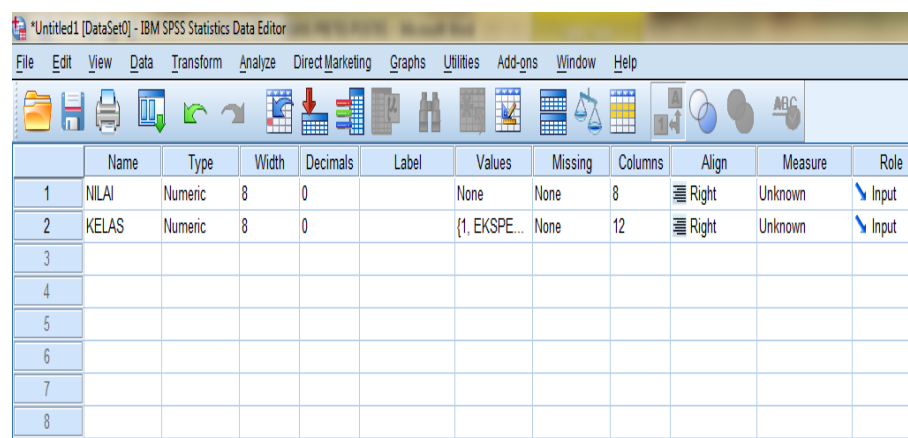 *Untitled1 [DataSet0] - IBM SPSS Statistics Data Editor
File Edit View Data Transform Analyze Direct Marketing Graphs Utilities Add-ons Window Help
Name Type Width Decimals Label Values Missing Columns Align Measure Role
1 NILAI Numeric 8 0 None None 8 Right Unknown Input
2 KELAS Numeric 8 0 {1, EKSPE... None 12 Right Unknown Input
3
4
5
6
7
8